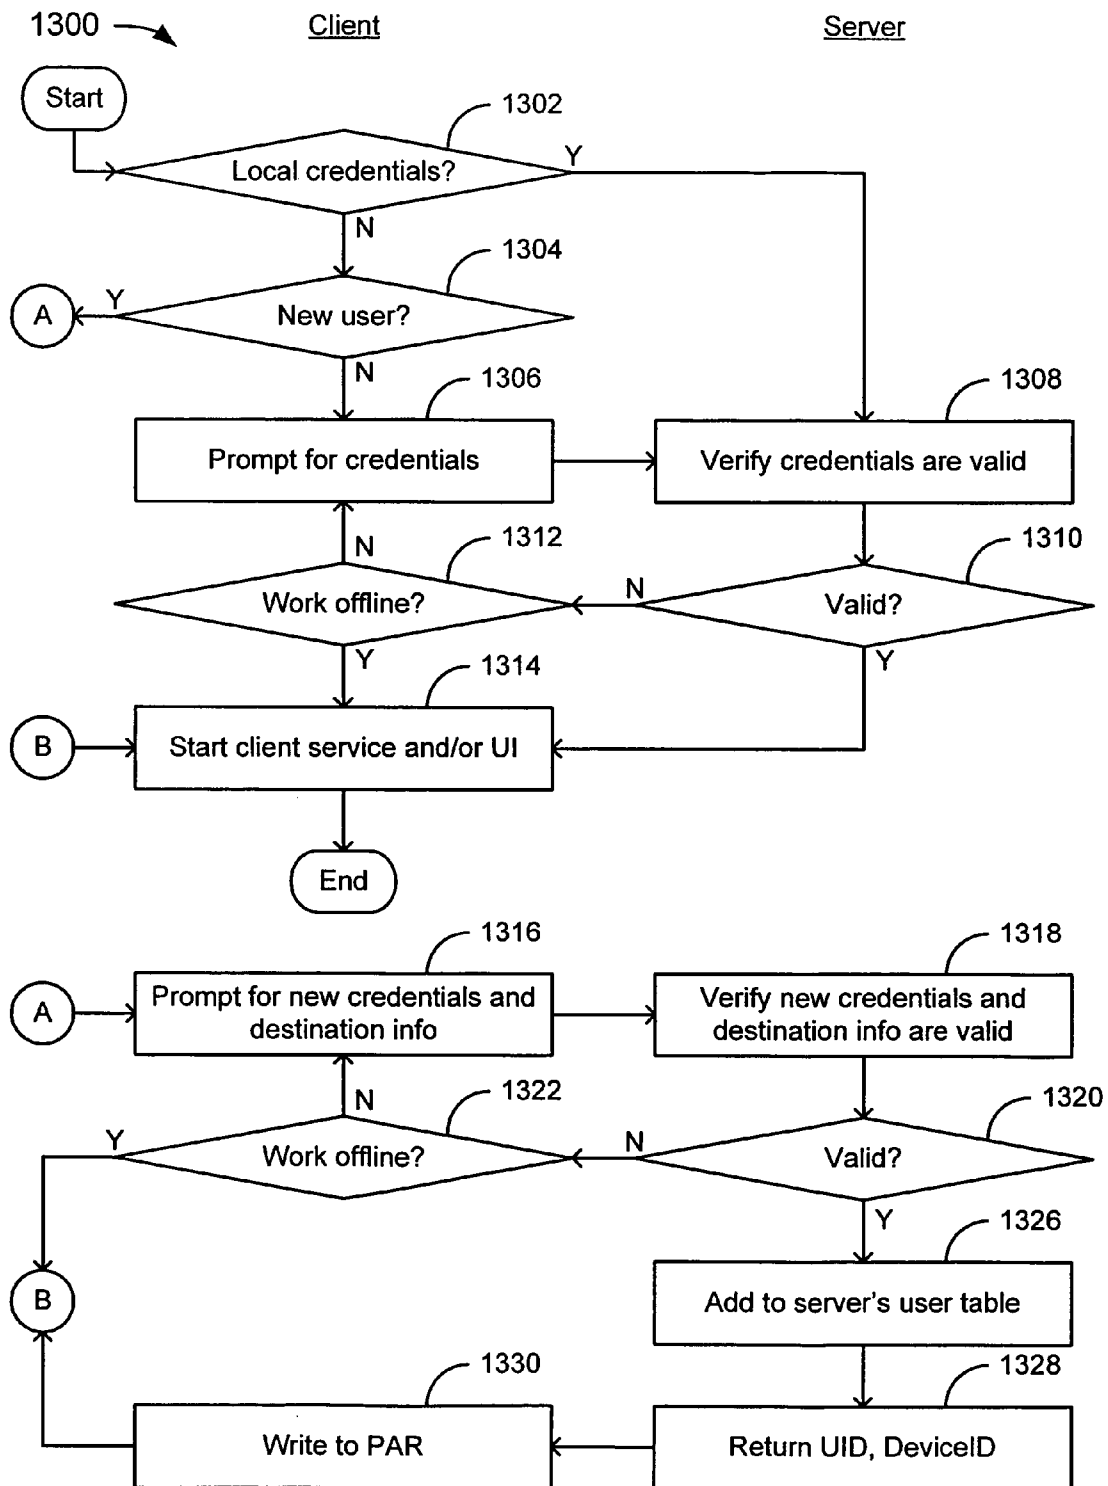 1300
Client
Server
Start
1302
Local credentials?
Y
N
1304
A
Y
New user?
N
1306
1308
Prompt for credentials
Verify credentials are valid
N
1312
1310
Work offline?
N
Valid?
Y
1314
Y
B
Start client service and/or UI
End
1316
1318
A
Prompt for new credentials and
destination info
Verify new credentials and
destination info are valid
N
1322
1320
Y
Work offline?
N
Valid?
Y
1326
B
Add to server's user table
1330
1328
Write to PAR
Return UID, DeviceID